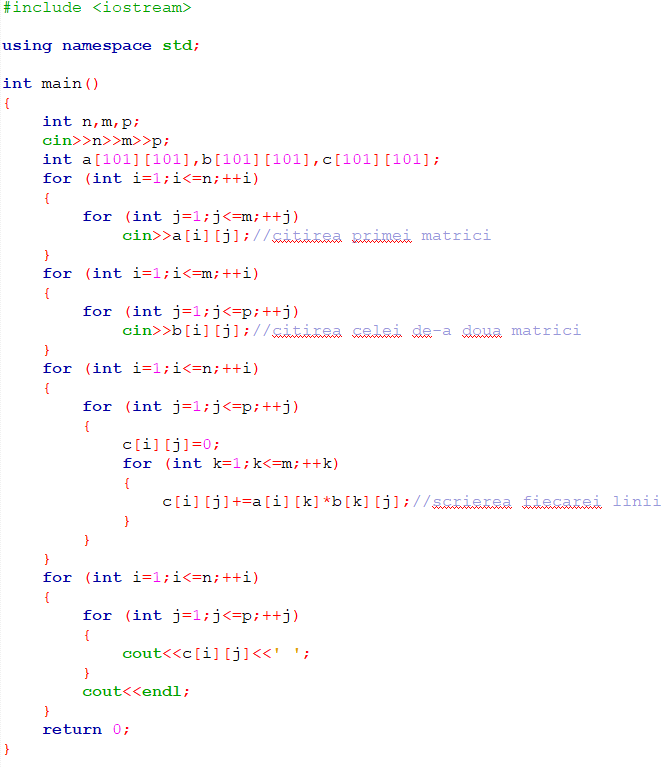 #include <iostream>

using namespace std;

int main()
{
    int n,m,p;
    cin>>n>>m>>p;
    int a[101][101],b[101][101],c[101][101];
    for (int i=1;i<=n;++i)
    {
        for (int j=1;j<=m;++j)
            cin>>a[i][j];//citirea primei matrici
    }
    for (int i=1;i<=m;++i)
    {
        for (int j=1;j<=p;++j)
            cin>>b[i][j];//citirea celei de-a doua matrici
    }
    for (int i=1;i<=n;++i)
    {
        for (int j=1;j<=p;++j)
        {
            c[i][j]=0;
            for (int k=1;k<=m;++k)
            {
                c[i][j]+=a[i][k]*b[k][j];//scrierea fiecarei linii
            }
        }
    }
    for (int i=1;i<=n;++i)
    {
        for (int j=1;j<=p;++j)
        {
            cout<<c[i][j]<<' ';
        }
        cout<<endl;
    }
    return 0;
}